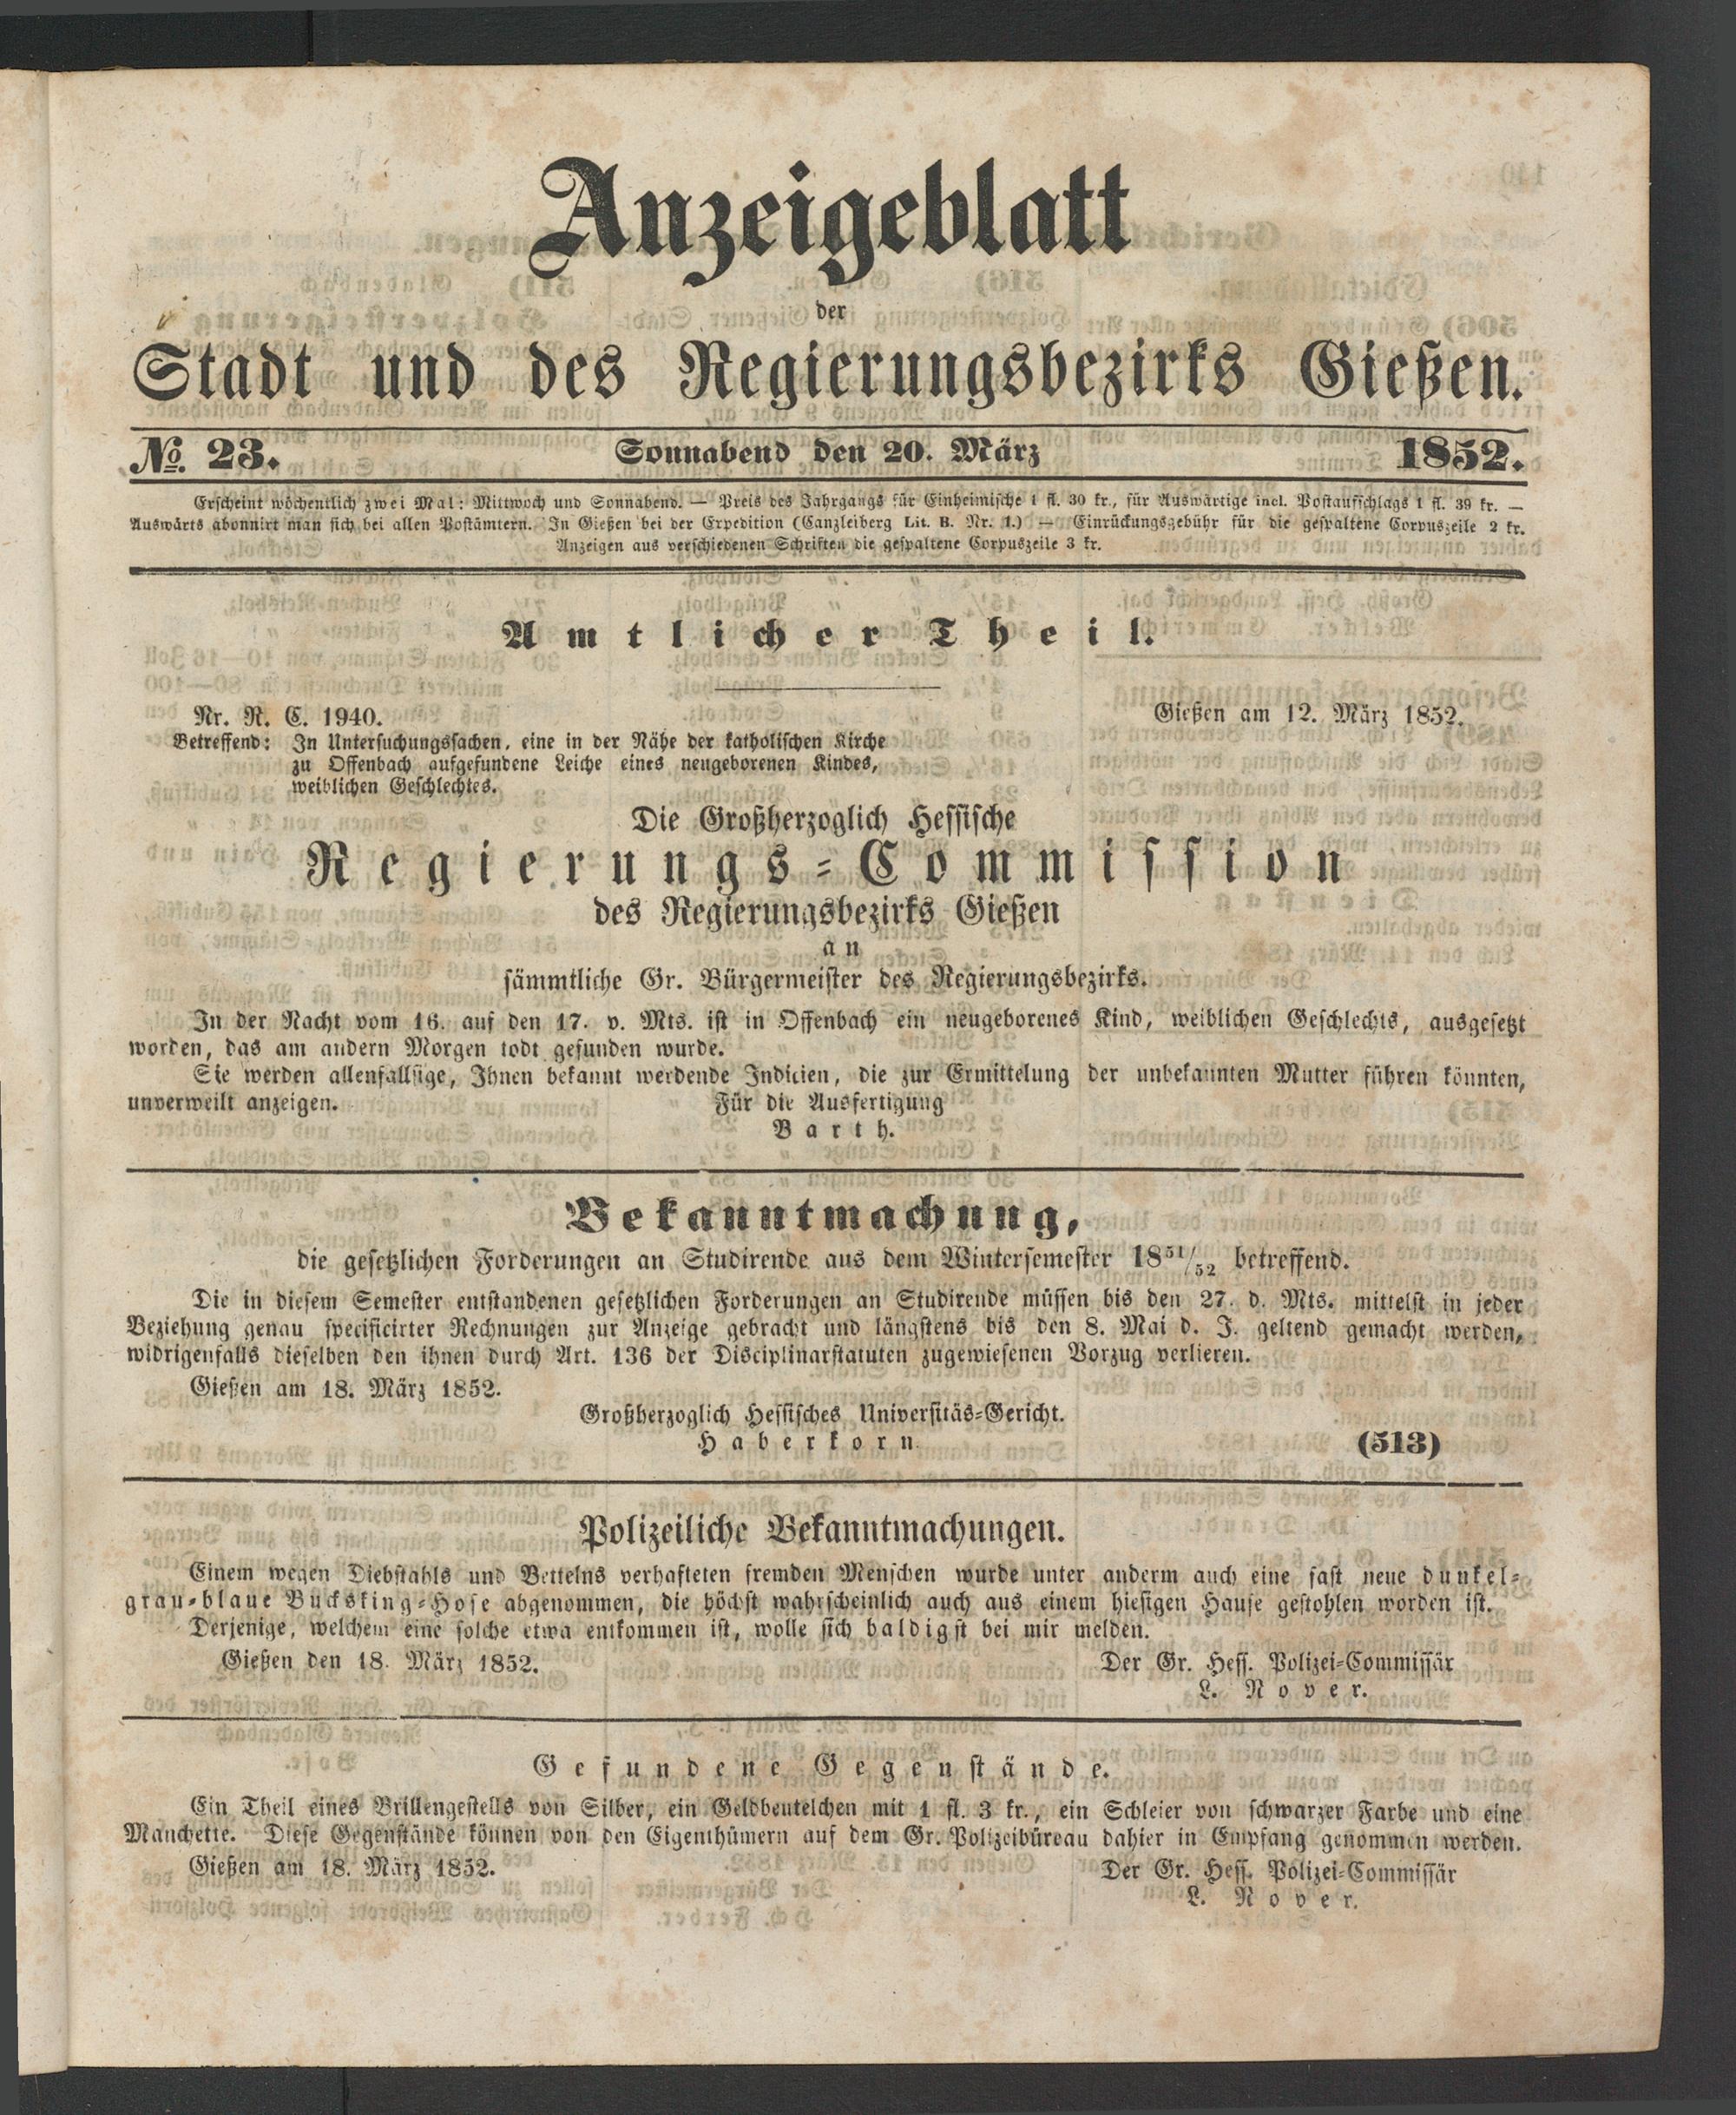 Anzeigeblatt
der
Stadt und des Regierungsbezirks Gießen.
No. 23. Sonnabend den 20. März 1852.
Erscheint wöchentlich zwei Mal: Mittwoch und Sonnabend. — Preis des Jahrgangs für Einheimische 1 fl. 30 kr., für Auswärtige incl. Postaufschlags 1 fl. 39 kr. —
Auswärts abonnirt man sich bei allen Postämtern. In Gießen bei der Expedition (Canzleiberg Lit. B. Nr. 1.) — Einrückungsgebühr für die gespaltene Corpuszeile 2 kr.
Anzeigen aus verschiedenen Schriften die gespaltene Corpuszeile 3 kr.
Amtlicher Theil.
Nr. R. C. 1940. Gießen am 12. März 1852.
Betreffend: In Untersuchungssachen, eine in der Nähe der katholischen Kirche
zu Offenbach aufgefundene Leiche eines neugeborenen Kindes,
weiblichen Geschlechtes.
Die Großherzoglich Hessische
Regierungs-Commission
des Regierungsbezirks Gießen
an
sämmtliche Gr. Bürgermeister des Regierungsbezirks.
In der Nacht vom 16. auf den 17. v. Mts. ist in Offenbach ein neugeborenes Kind, weiblichen Geschlechts, ausgesetzt
worden, das am andern Morgen todt gefunden wurde.
Sie werden allenfallsige, Ihnen bekannt werdende Indicien, die zur Ermittelung der unbekannten Mutter führen könnten,
unverweilt anzeigen. Für die Ausfertigung
Barth.
Bekanntmachung,
die gesetzlichen Forderungen an Studirende aus dem Wintersemester 1851/52 betreffend.
Die in diesem Semester entstandenen gesetzlichen Forderungen an Studirende müssen bis den 27. d. Mts. mittelst in jeder
Beziehung genau specificirter Rechnungen zur Anzeige gebracht und längstens bis den 8. Mai d. J. geltend gemacht werden,
widrigenfalls dieselben den ihnen durch Art. 136 der Disciplinarstatuten zugewiesenen Vorzug verlieren.
Gießen am 18. März 1852.
Großherzoglich Hessisches Universitäs-Gericht.
Haberkorn. (513)
Polizeiliche Bekanntmachungen.
Einem wegen Diebstahls und Bettelns verhafteten fremden Menschen wurde unter anderm auch eine fast neue dunkel-
grau-blaue Bucksking-Hose abgenommen, die höchst wahrscheinlich auch aus einem hiesigen Hause gestohlen worden ist.
Derjenige, welchem eine solche etwa entkommen ist, wolle sich baldigst bei mir melden.
Gießen den 18. März 1852. Der Gr. Hess. Polizei-Commissär
L. Nover.
Gefundene Gegenstände.
Ein Theil eines Brillengestells von Silber, ein Geldbeutelchen mit 1 fl. 3 kr., ein Schleier von schwarzer Farbe und eine
Manchette. Diese Gegenstände können von den Eigenthümern auf dem Gr. Polizeibüreau dahier in Empfang genommen werden.
Gießen am 18. März 1852. Der Gr. Hess. Polizei-Commissär
L. Nover.